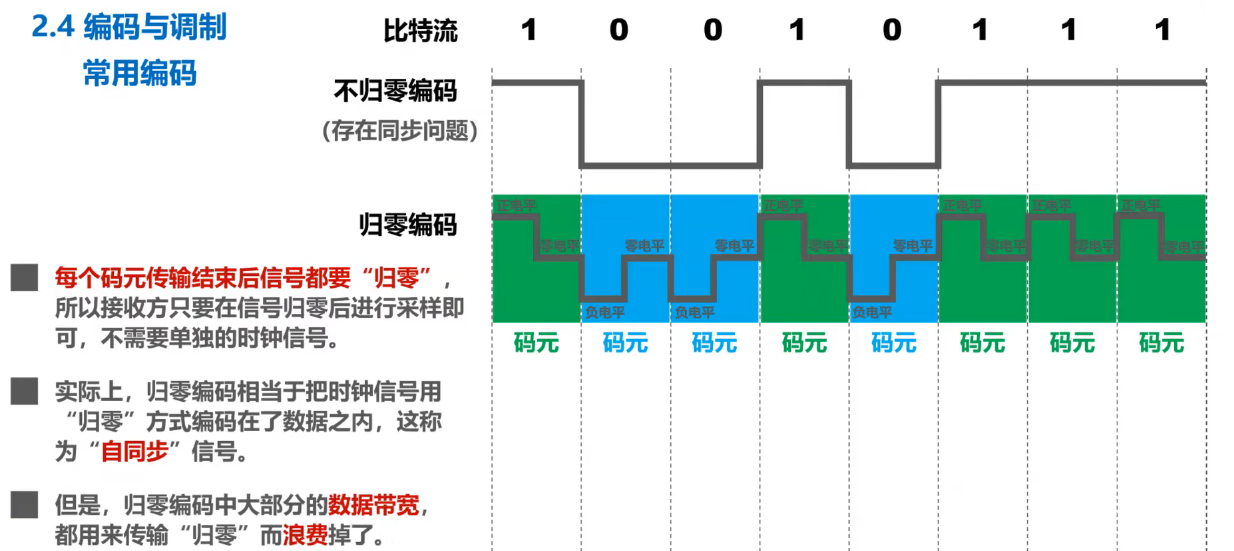 2.4 编码与调制
常用编码
比特流 1 0 0 1 0 1 1 1
不归零编码
(存在同步问题)
归零编码
正电平 正电平 正电平 正电平 正电平
零电平 零电平 零电平 零电平 零电平 零电平 零电平 零电平
负电平 负电平 负电平
码元 码元 码元 码元 码元 码元 码元 码元
每个码元传输结束后信号都要“归零”，
所以接收方只要在信号归零后进行采样即
可，不需要单独的时钟信号。
实际上，归零编码相当于把时钟信号用
“归零”方式编码在了数据之内，这称
为“自同步”信号。
但是，归零编码中大部分的数据带宽，
都用来传输“归零”而浪费掉了。